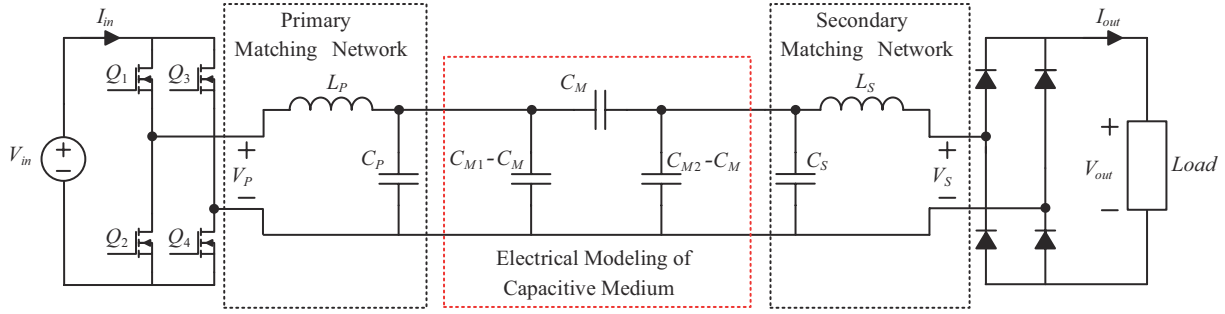 Primary
Matching Network
Secondary
Matching Network
I_in
I_out
Q_1
Q_3
L_P
C_M
L_S
V_in
V_P
C_P
C_M1-C_M
C_M2-C_M
C_S
V_S
V_out
Load
Q_2
Q_4
Electrical Modeling of
Capacitive Medium